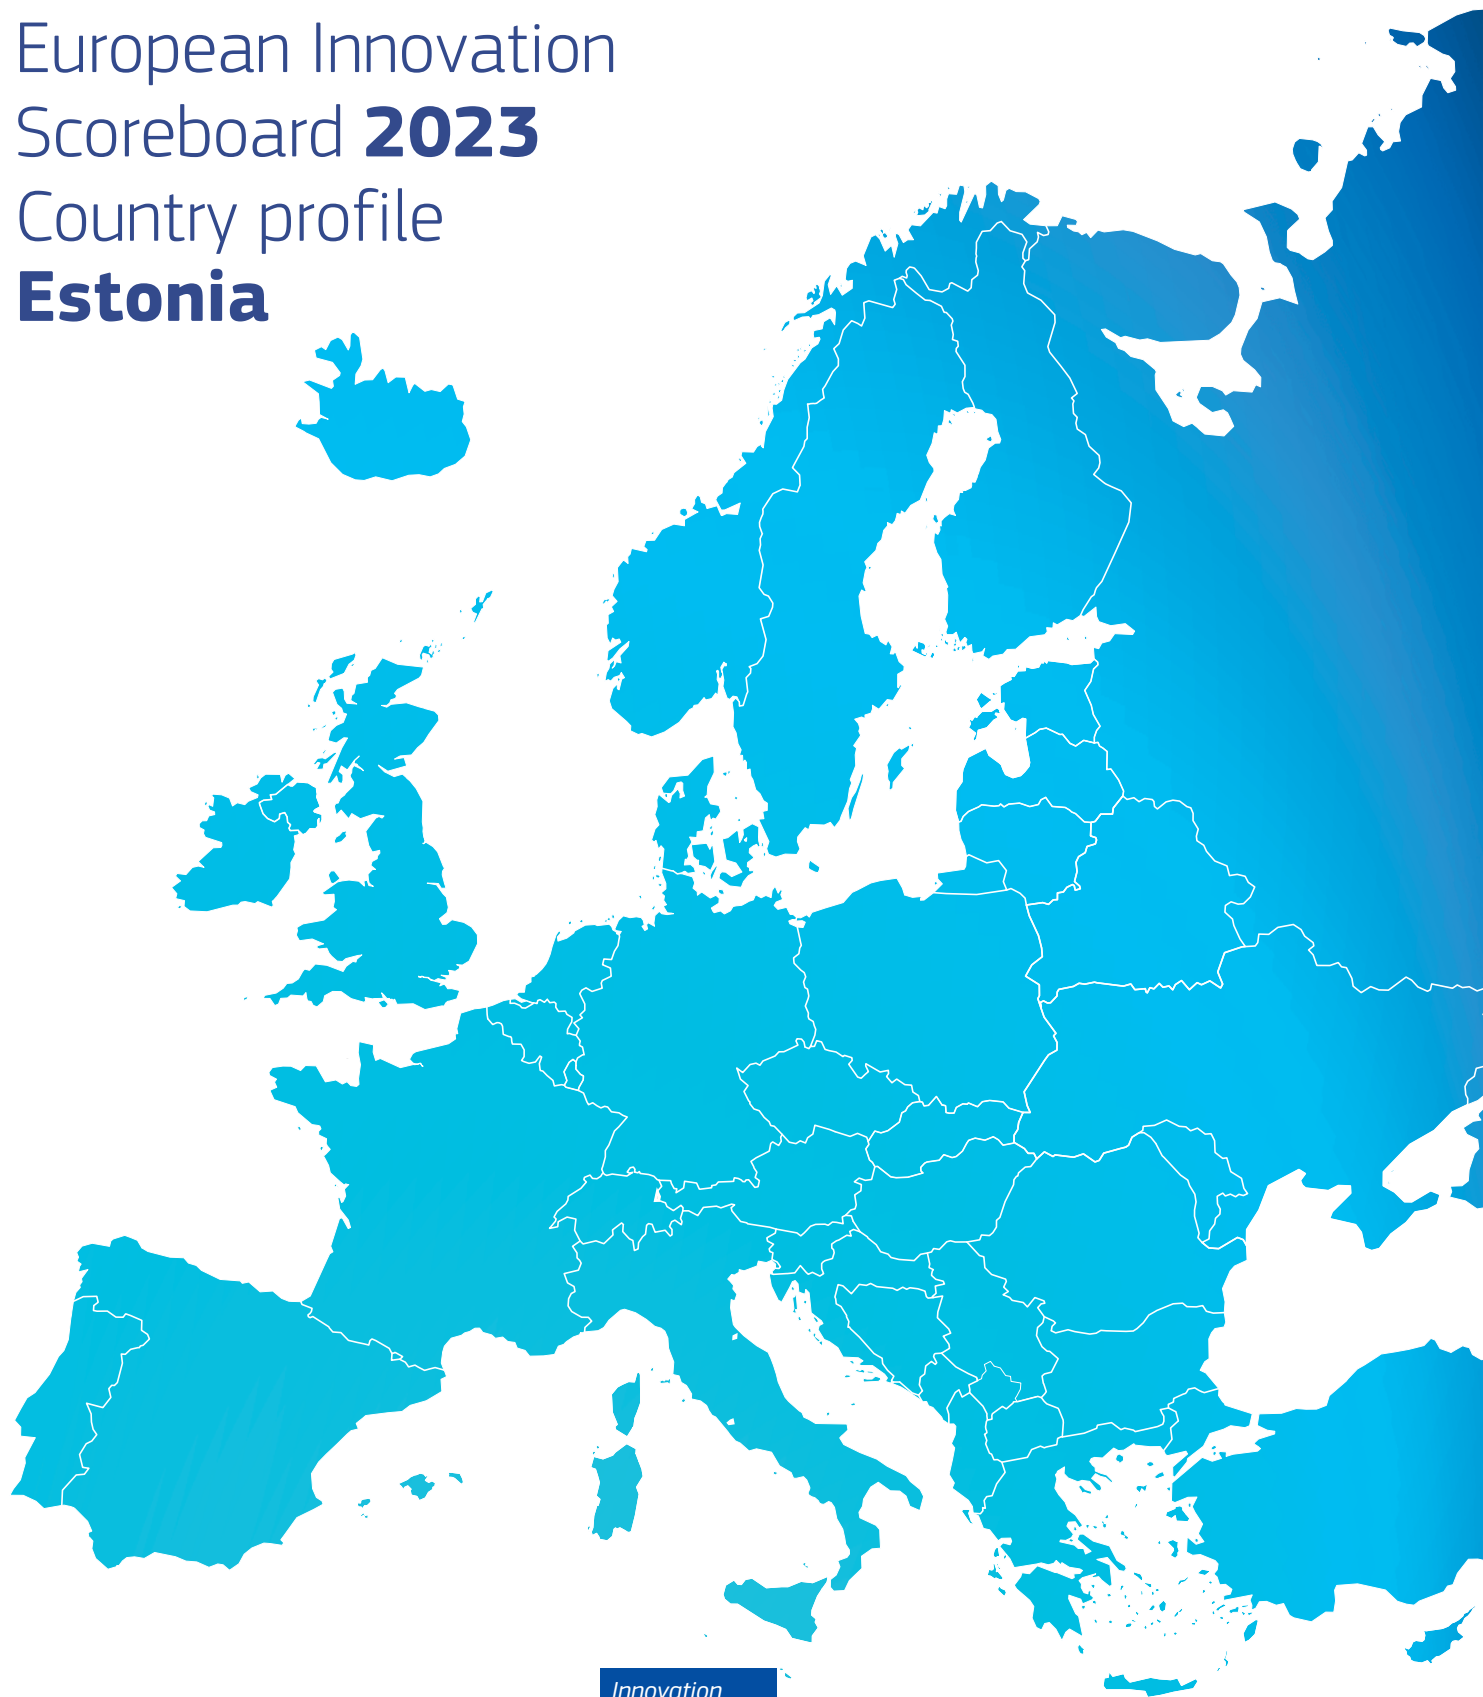 European Innovation
Scoreboard 2023
Country profile
Estonia
Innovation